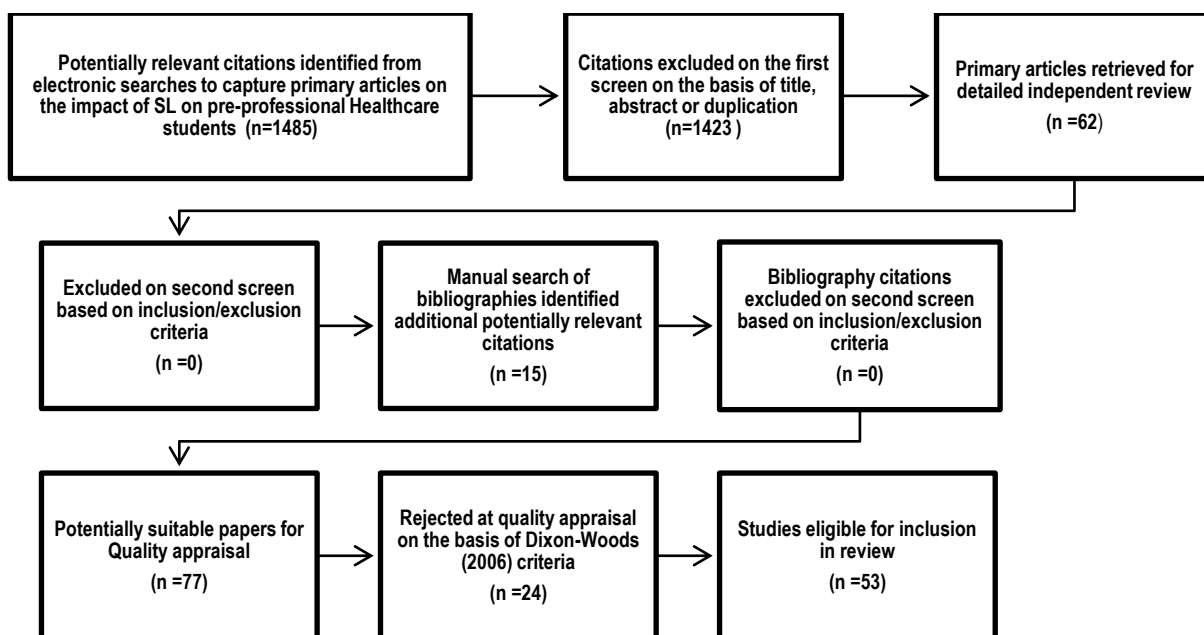 Potentially relevant citations identified from
electronic searches to capture primary articles on
the impact of SL on pre-professional Healthcare
students (n=1485)
Citations excluded on the first
screen on the basis of title,
abstract or duplication
(n=1423 )
Primary articles retrieved for
detailed independent review
(n =62)
Excluded on second screen
based on inclusion/exclusion
criteria
(n =0)
Manual search of
bibliographies identified
additional potentially relevant
citations
(n =15)
Bibliography citations
excluded on second screen
based on inclusion/exclusion
criteria
(n =0)
Potentially suitable papers for
Quality appraisal
(n =77)
Rejected at quality appraisal
on the basis of Dixon-Woods
(2006) criteria
(n =24)
Studies eligible for inclusion
in review
(n =53)